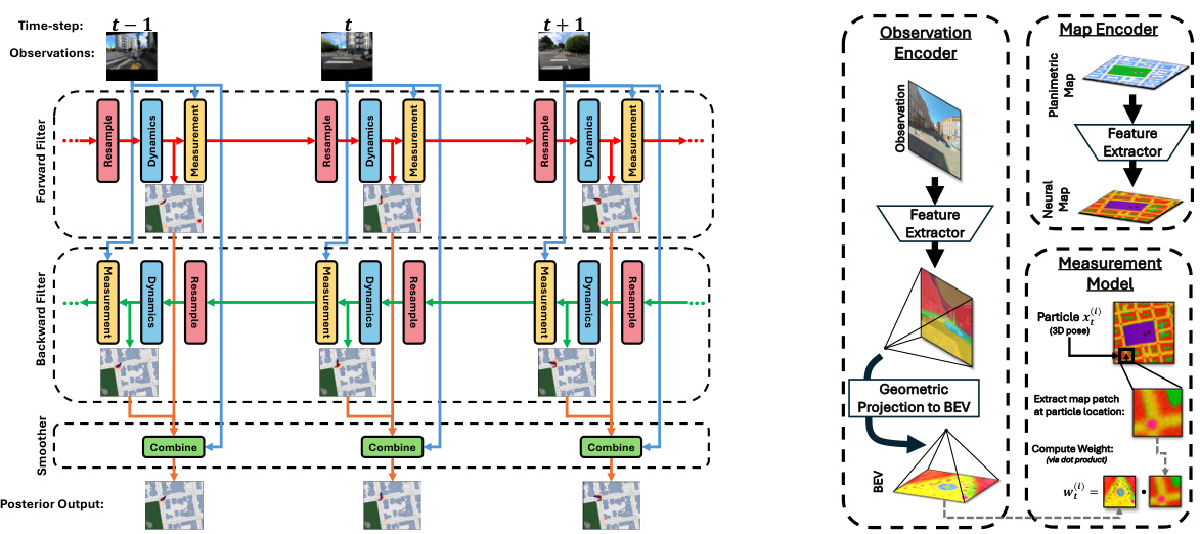 Time-step:
t − 1
t
t + 1
Observations:
Forward Filter
Resample
Dynamics
Measurement
Resample
Dynamics
Measurement
Resample
Dynamics
Measurement
Backward Filter
Measurement
Dynamics
Resample
Measurement
Dynamics
Resample
Measurement
Dynamics
Resample
Smoother
Combine
Combine
Combine
Posterior Output:
Observation
Encoder
Observation
Feature
Extractor
Geometric
Projection to BEV
BEV
Map Encoder
Planimetric
Map
Feature
Extractor
Neural
Map
Measurement
Model
Particle x_t^(i)
(3D pose)
Extract map patch
at particle location:
Compute Weight:
(via dot product)
w_t^(i) = •